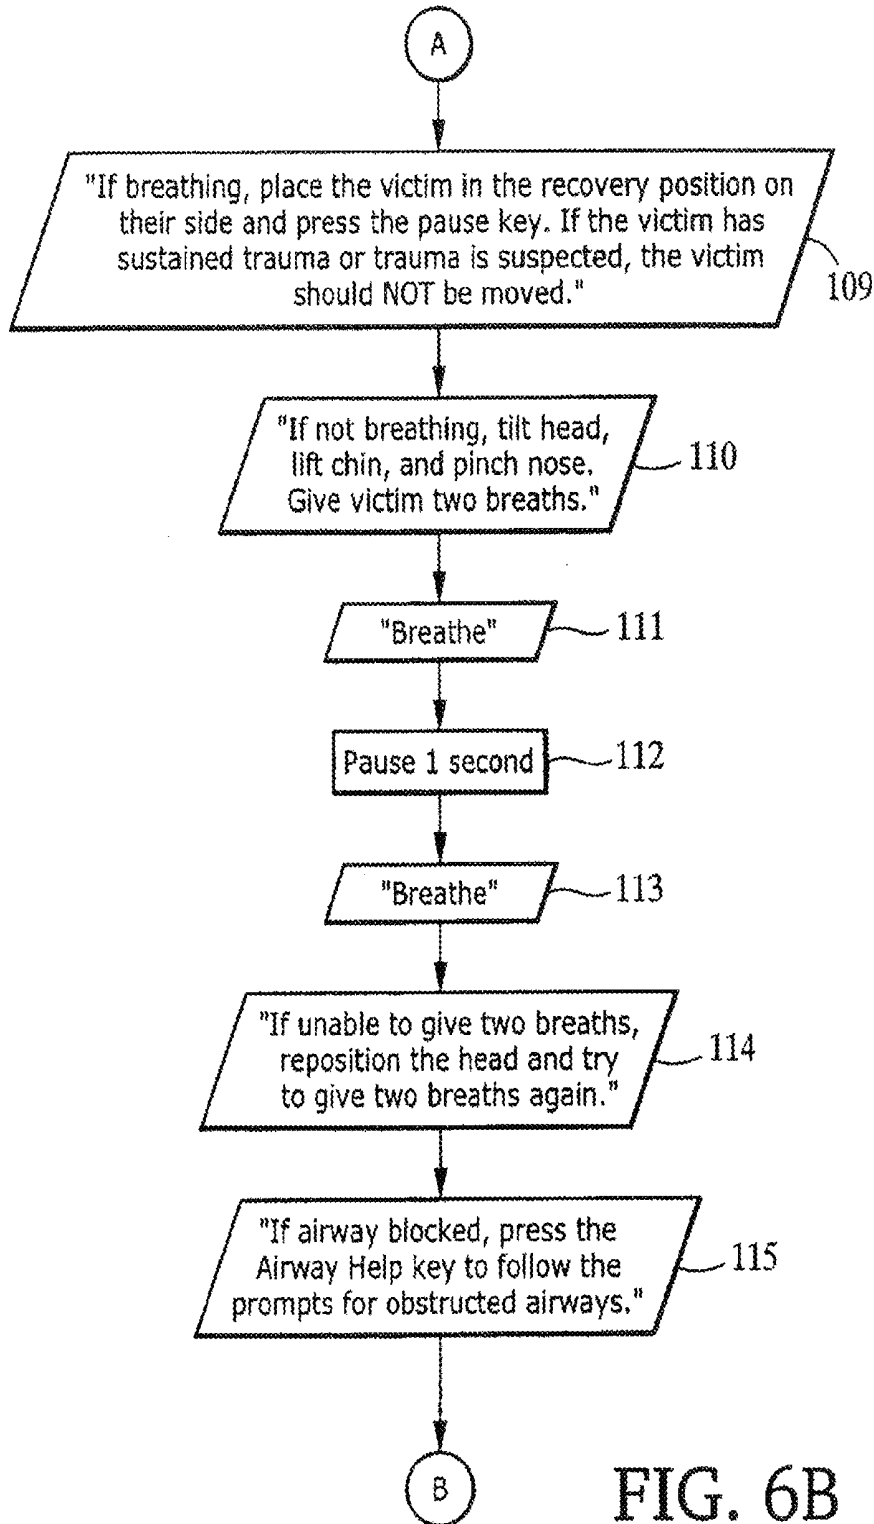 A
"If breathing, place the victim in the recovery position on
their side and press the pause key. If the victim has
sustained trauma or trauma is suspected, the victim
should NOT be moved."
109
"If not breathing, tilt head,
lift chin, and pinch nose.
Give victim two breaths."
110
"Breathe"
111
Pause 1 second
112
"Breathe"
113
"If unable to give two breaths,
reposition the head and try
to give two breaths again."
114
"If airway blocked, press the
Airway Help key to follow the
prompts for obstructed airways."
115
B
FIG. 6B